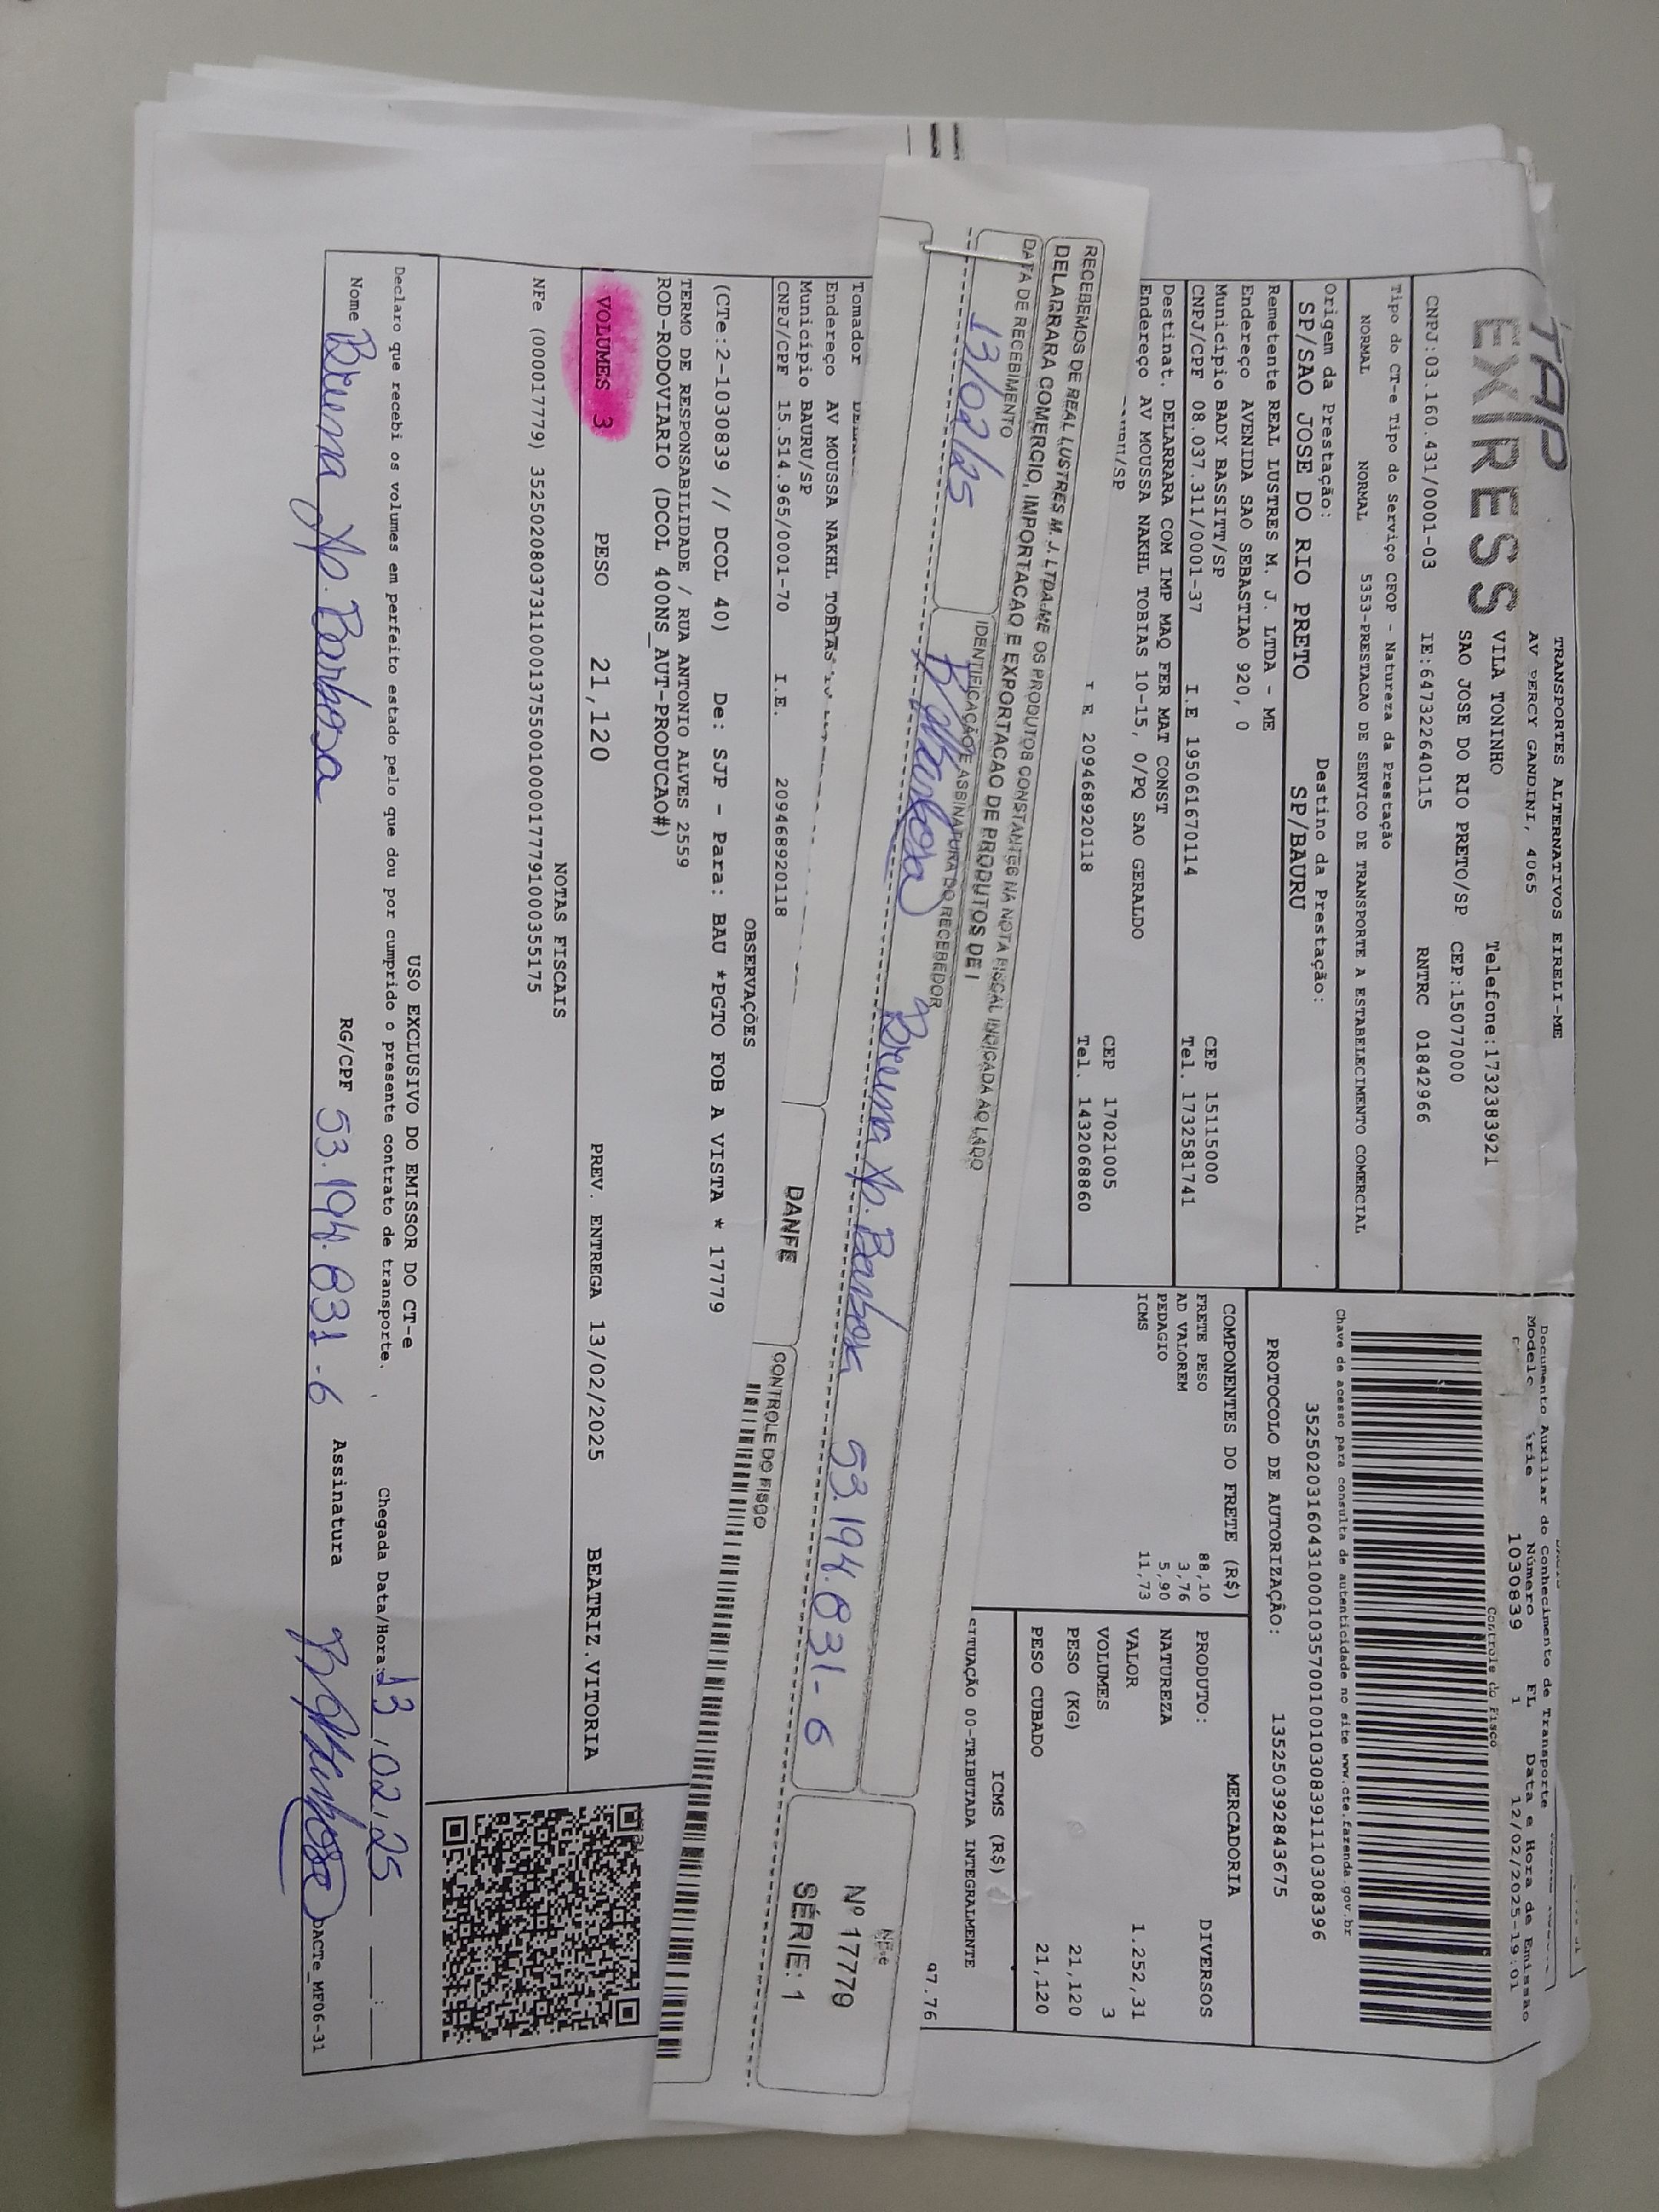 TAP
EXPRESS
TRANSPORTES ALTERNATIVOS EIRELI-ME
AV PERCY GANDINI, 4065
VILA TONINHO Telefone:1732383921
SAO JOSE DO RIO PRETO/SP CEP:15077000
CNPJ:03.160.431/0001-03 IE:647322640115 RNTRC 01842966
Documento Auxiliar do Conhecimento de Transporte
Modelo Série Número FL Data e Hora de Emissão
1030839 1 12/02/2025-19:01
Controle do Fisco
Tipo do CT-e Tipo do Serviço CFOP - Natureza da Prestação
NORMAL NORMAL 5353-PRESTACAO DE SERVICO DE TRANSPORTE A ESTABELECIMENTO COMERCIAL
Chave de acesso para consulta de autenticidade no site www.cte.fazenda.gov.br
35250203160431000103570010010308391110308396
Origem da Prestação: Destino da Prestação:
SP/SAO JOSE DO RIO PRETO SP/BAURU
PROTOCOLO DE AUTORIZAÇÃO: 135250392843675
Remetente REAL LUSTRES M. J. LTDA - ME
Endereço AVENIDA SAO SEBASTIAO 920, 0
Município BADY BASSITT/SP CEP 15115000
CNPJ/CPF 08.037.311/0001-37 I.E 195061670114 Tel. 1732581741
Destinat. DELARRARA COM IMP MAQ FER MAT CONST
Endereço AV MOUSSA NAKHL TOBIAS 10-15, 0/PQ SAO GERALDO
CEP 17021005
209468920118 Tel. 1432068860
COMPONENTES DO FRETE (R$)
FRETE PESO 88,10
AD VALOREM 3,76
PEDAGIO 5,90
ICMS 11,73
MERCADORIA
PRODUTO: DIVERSOS
NATUREZA
VALOR 1.252,31
VOLUMES 3
PESO (KG) 21,120
PESO CUBADO 21,120
ICMS (R$)
SITUAÇÃO 00-TRIBUTADA INTEGRALMENTE
97.76
RECEBEMOS DE REAL LUSTRES M. J. LTDA-ME OS PRODUTOS CONSTANTES NA NOTA FISCAL INDICADA AO LADO
DELARRARA COMERCIO, IMPORTACAO E EXPORTACAO DE PRODUTOS DE I
DATA DE RECEBIMENTO IDENTIFICAÇÃO E ASSINATURA DO RECEBEDOR
13/02/25 Bruna Ap. Barbosa 53.194.831-6
NF-e
Nº 17779
SÉRIE: 1
DANFE
CONTROLE DO FISCO
Tomador
Endereço AV MOUSSA NAKHL TOBIAS
Município BAURU/SP
CNPJ/CPF 15.514.965/0001-70 I.E. 209468920118
OBSERVAÇÕES
(CTe:2-1030839 // DCOL 40) De: SJP - Para: BAU *PGTO FOB A VISTA * 17779
TERMO DE RESPONSABILIDADE / RUA ANTONIO ALVES 2559
ROD-RODOVIARIO (DCOL 400NS_AUT-PRODUCAO#)
VOLUMES 3 PESO 21,120 PREV. ENTREGA 13/02/2025 BEATRIZ.VITORIA
NOTAS FISCAIS
NFe (000017779) 35250208037311000137550010000177791000355175
USO EXCLUSIVO DO EMISSOR DO CT-e
Declaro que recebi os volumes em perfeito estado pelo que dou por cumprido o presente contrato de transporte. Chegada Data/Hora: 13/02/25
Nome Bruna Ap. Barbosa RG/CPF 53.194.831-6 Assinatura
DACTe_MF06-31